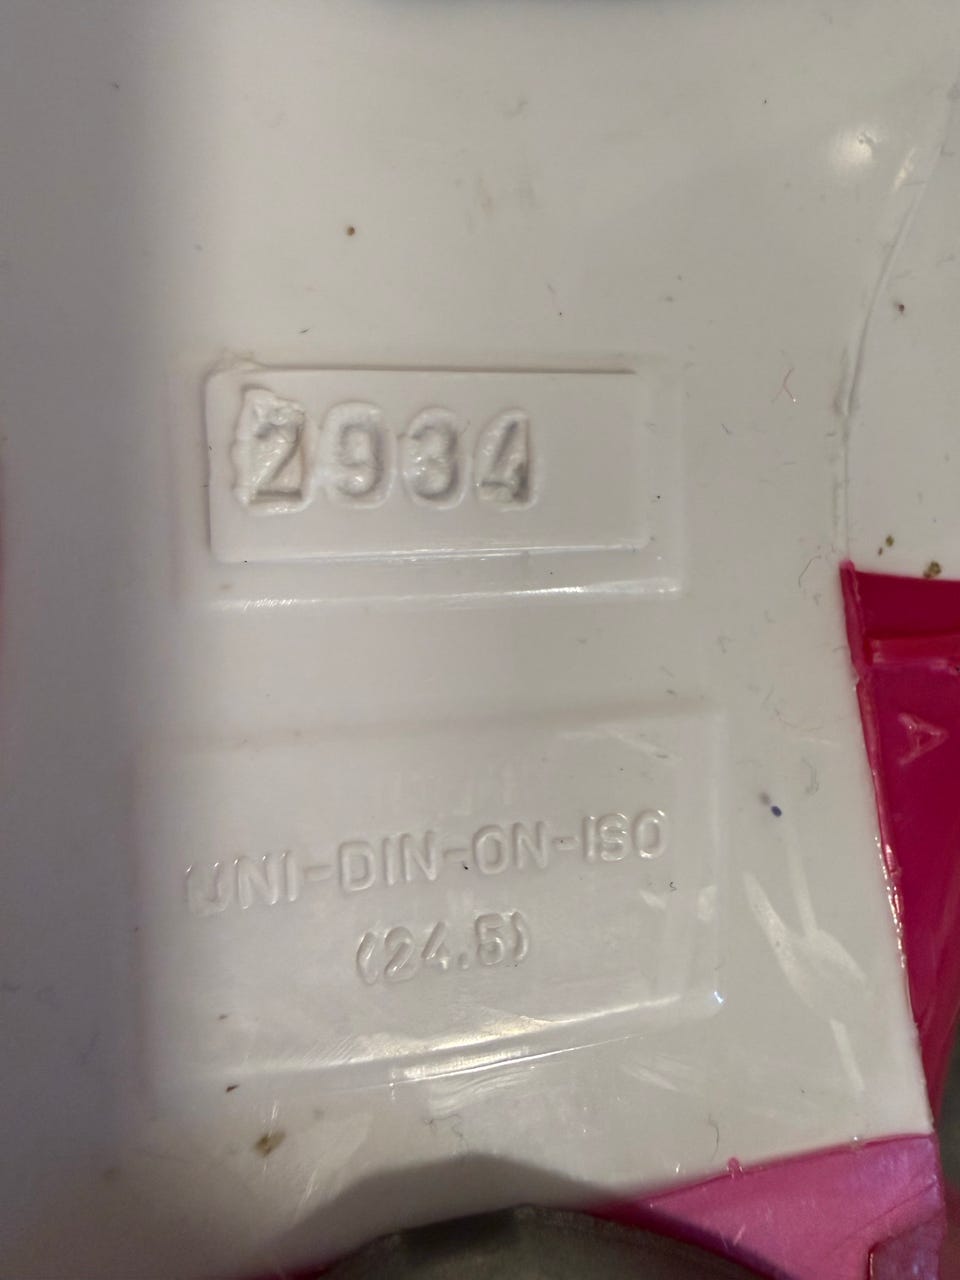 2934
UNI-DIN-ON-ISO
(24.5)
A